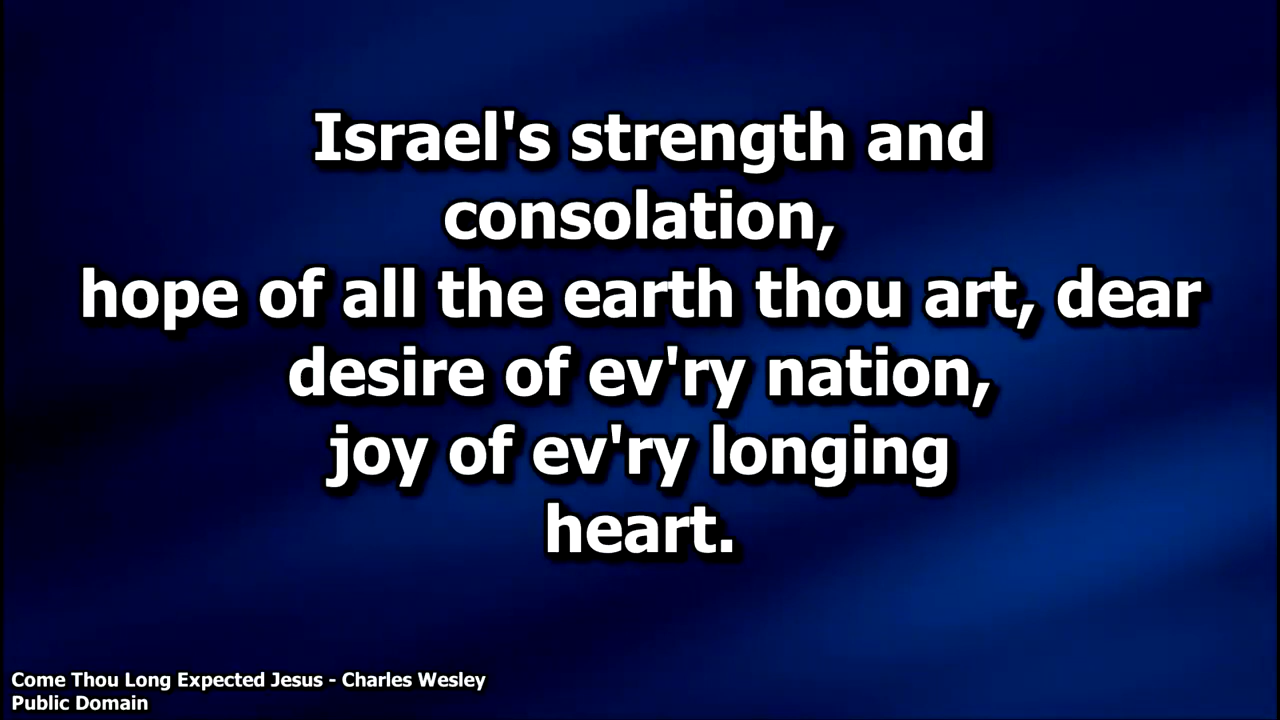 Israel's strength and
consolation,
hope of all the earth thou art, dear
desire of ev'ry nation,
joy of ev'ry longing
heart.
Come Thou Long Expected Jesus - Charles Wesley
Public Domain